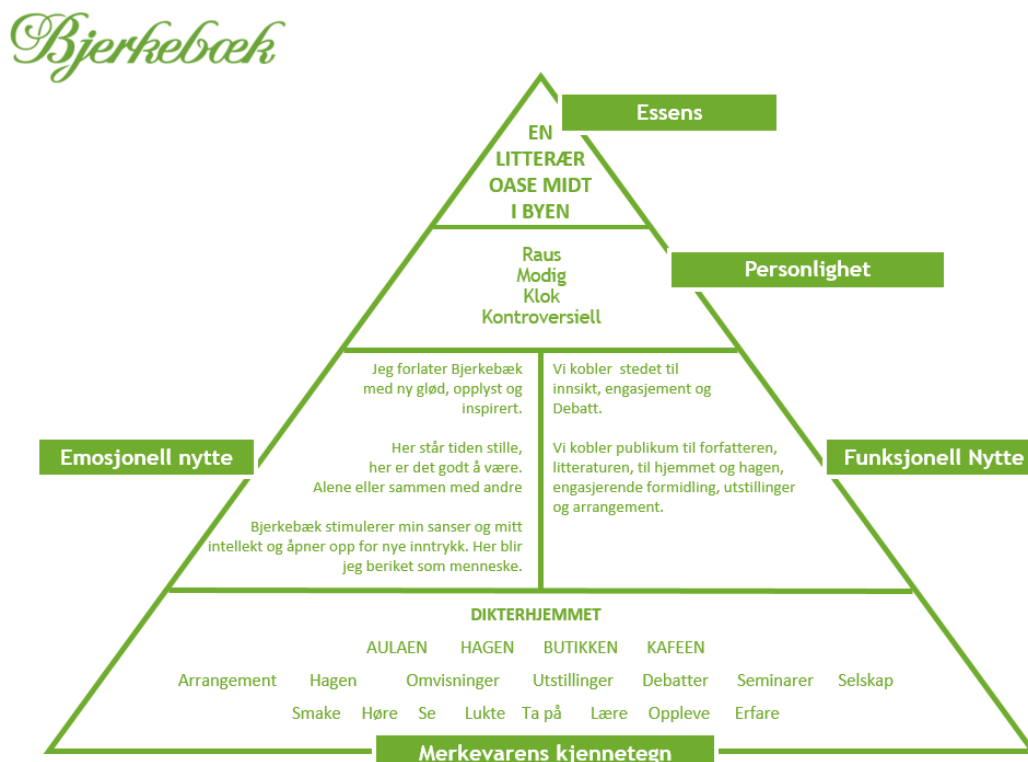 Bjerkebæk
Essens
EN
LITTERÆR
OASE MIDT
I BYEN
Personlighet
Raus
Modig
Klok
Kontroversiell
Emosjonell nytte
Jeg forlater Bjerkebæk
med ny glød, opplyst og
inspirert.
Her står tiden stille,
her er det godt å være.
Alene eller sammen med andre
Bjerkebæk stimulerer min sanser og mitt
intellekt og åpner opp for nye inntrykk. Her blir
jeg beriket som menneske.
Funksjonell Nytte
Vi kobler stedet til
innsikt, engasjement og
Debatt.
Vi kobler publikum til forfatteren,
litteraturen, til hjemmet og hagen,
engasjerende formidling, utstillinger
og arrangement.
DIKTERHJEMMET
AULAEN HAGEN BUTIKKEN KAFEEN
Arrangement Hagen Omvisninger Utstillinger Debatter Seminarer Selskap
Smake Høre Se Lukte Ta på Lære Oppleve Erfare
Merkevarens kjennetegn